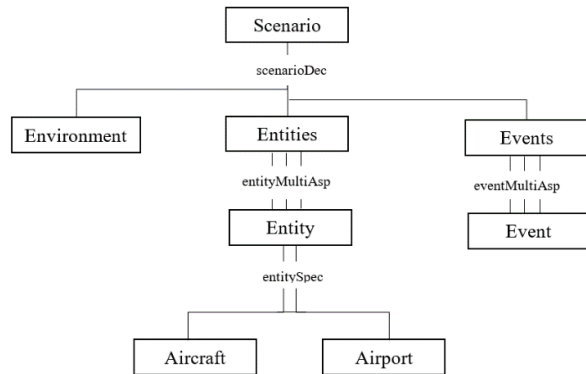 Scenario
scenarioDec
Environment
Entities
Events
entityMultiAsp
eventMultiAsp
Entity
Event
entitySpec
Aircraft
Airport